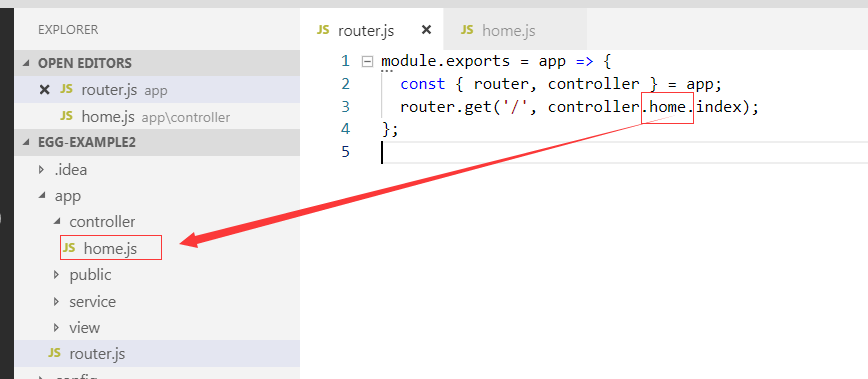 EXPLORER
OPEN EDITORS
JS router.js app
JS home.js app\controller
EGG-EXAMPLE2
.idea
app
controller
JS home.js
public
service
view
JS router.js
router.js
JS home.js
1 module.exports = app => {
2 const { router, controller } = app;
3 router.get('/', controller.home.index);
4 };
5